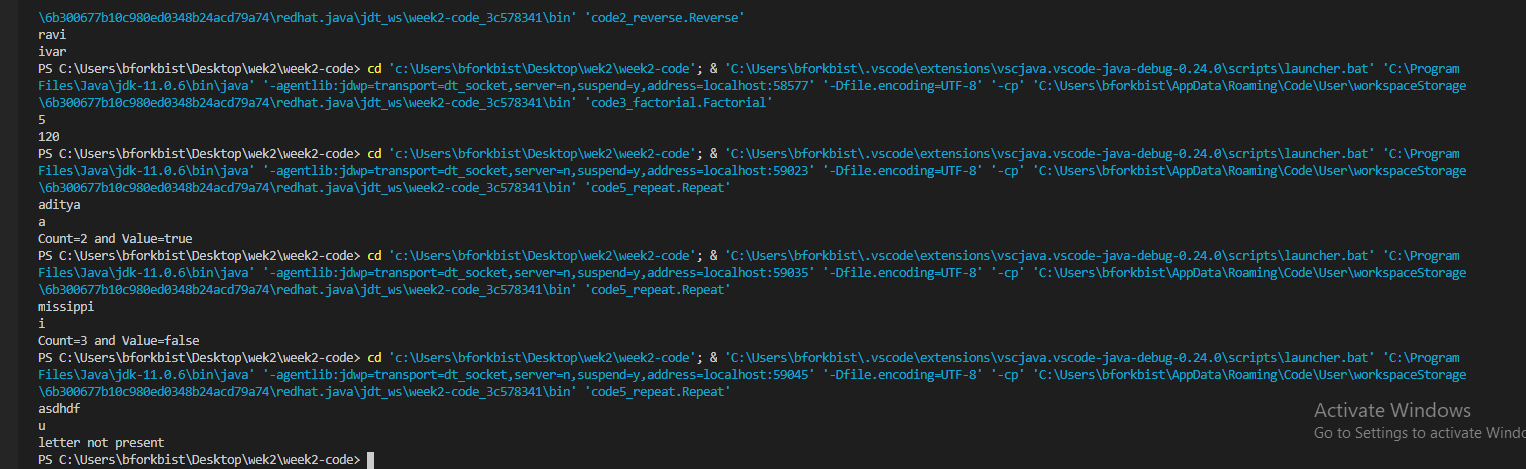 \6b300677b10c980ed0348b24acd79a74\redhat.java\jdt_ws\week2-code_3c578341\bin' 'code2_reverse.Reverse'
ravi
ivar
PS C:\Users\bforkbist\Desktop\wek2\week2-code> cd 'c:\Users\bforkbist\Desktop\wek2\week2-code'; & 'C:\Users\bforkbist\.vscode\extensions\vscjava.vscode-java-debug-0.24.0\scripts\launcher.bat' 'C:\Program
Files\Java\jdk-11.0.6\bin\java' '-agentlib:jdwp=transport=dt_socket,server=n,suspend=y,address=localhost:58577' '-Dfile.encoding=UTF-8' '-cp' 'C:\Users\bforkbist\AppData\Roaming\Code\User\workspaceStorage
\6b300677b10c980ed0348b24acd79a74\redhat.java\jdt_ws\week2-code_3c578341\bin' 'code3_factorial.Factorial'
5
120
PS C:\Users\bforkbist\Desktop\wek2\week2-code> cd 'c:\Users\bforkbist\Desktop\wek2\week2-code'; & 'C:\Users\bforkbist\.vscode\extensions\vscjava.vscode-java-debug-0.24.0\scripts\launcher.bat' 'C:\Program
Files\Java\jdk-11.0.6\bin\java' '-agentlib:jdwp=transport=dt_socket,server=n,suspend=y,address=localhost:59023' '-Dfile.encoding=UTF-8' '-cp' 'C:\Users\bforkbist\AppData\Roaming\Code\User\workspaceStorage
\6b300677b10c980ed0348b24acd79a74\redhat.java\jdt_ws\week2-code_3c578341\bin' 'code5_repeat.Repeat'
aditya
a
Count=2 and Value=true
PS C:\Users\bforkbist\Desktop\wek2\week2-code> cd 'c:\Users\bforkbist\Desktop\wek2\week2-code'; & 'C:\Users\bforkbist\.vscode\extensions\vscjava.vscode-java-debug-0.24.0\scripts\launcher.bat' 'C:\Program
Files\Java\jdk-11.0.6\bin\java' '-agentlib:jdwp=transport=dt_socket,server=n,suspend=y,address=localhost:59035' '-Dfile.encoding=UTF-8' '-cp' 'C:\Users\bforkbist\AppData\Roaming\Code\User\workspaceStorage
\6b300677b10c980ed0348b24acd79a74\redhat.java\jdt_ws\week2-code_3c578341\bin' 'code5_repeat.Repeat'
missippi
i
Count=3 and Value=false
PS C:\Users\bforkbist\Desktop\wek2\week2-code> cd 'c:\Users\bforkbist\Desktop\wek2\week2-code'; & 'C:\Users\bforkbist\.vscode\extensions\vscjava.vscode-java-debug-0.24.0\scripts\launcher.bat' 'C:\Program
Files\Java\jdk-11.0.6\bin\java' '-agentlib:jdwp=transport=dt_socket,server=n,suspend=y,address=localhost:59045' '-Dfile.encoding=UTF-8' '-cp' 'C:\Users\bforkbist\AppData\Roaming\Code\User\workspaceStorage
\6b300677b10c980ed0348b24acd79a74\redhat.java\jdt_ws\week2-code_3c578341\bin' 'code5_repeat.Repeat'
asdhdf
u
letter not present
PS C:\Users\bforkbist\Desktop\wek2\week2-code>
Activate Windows
Go to Settings to activate Windo